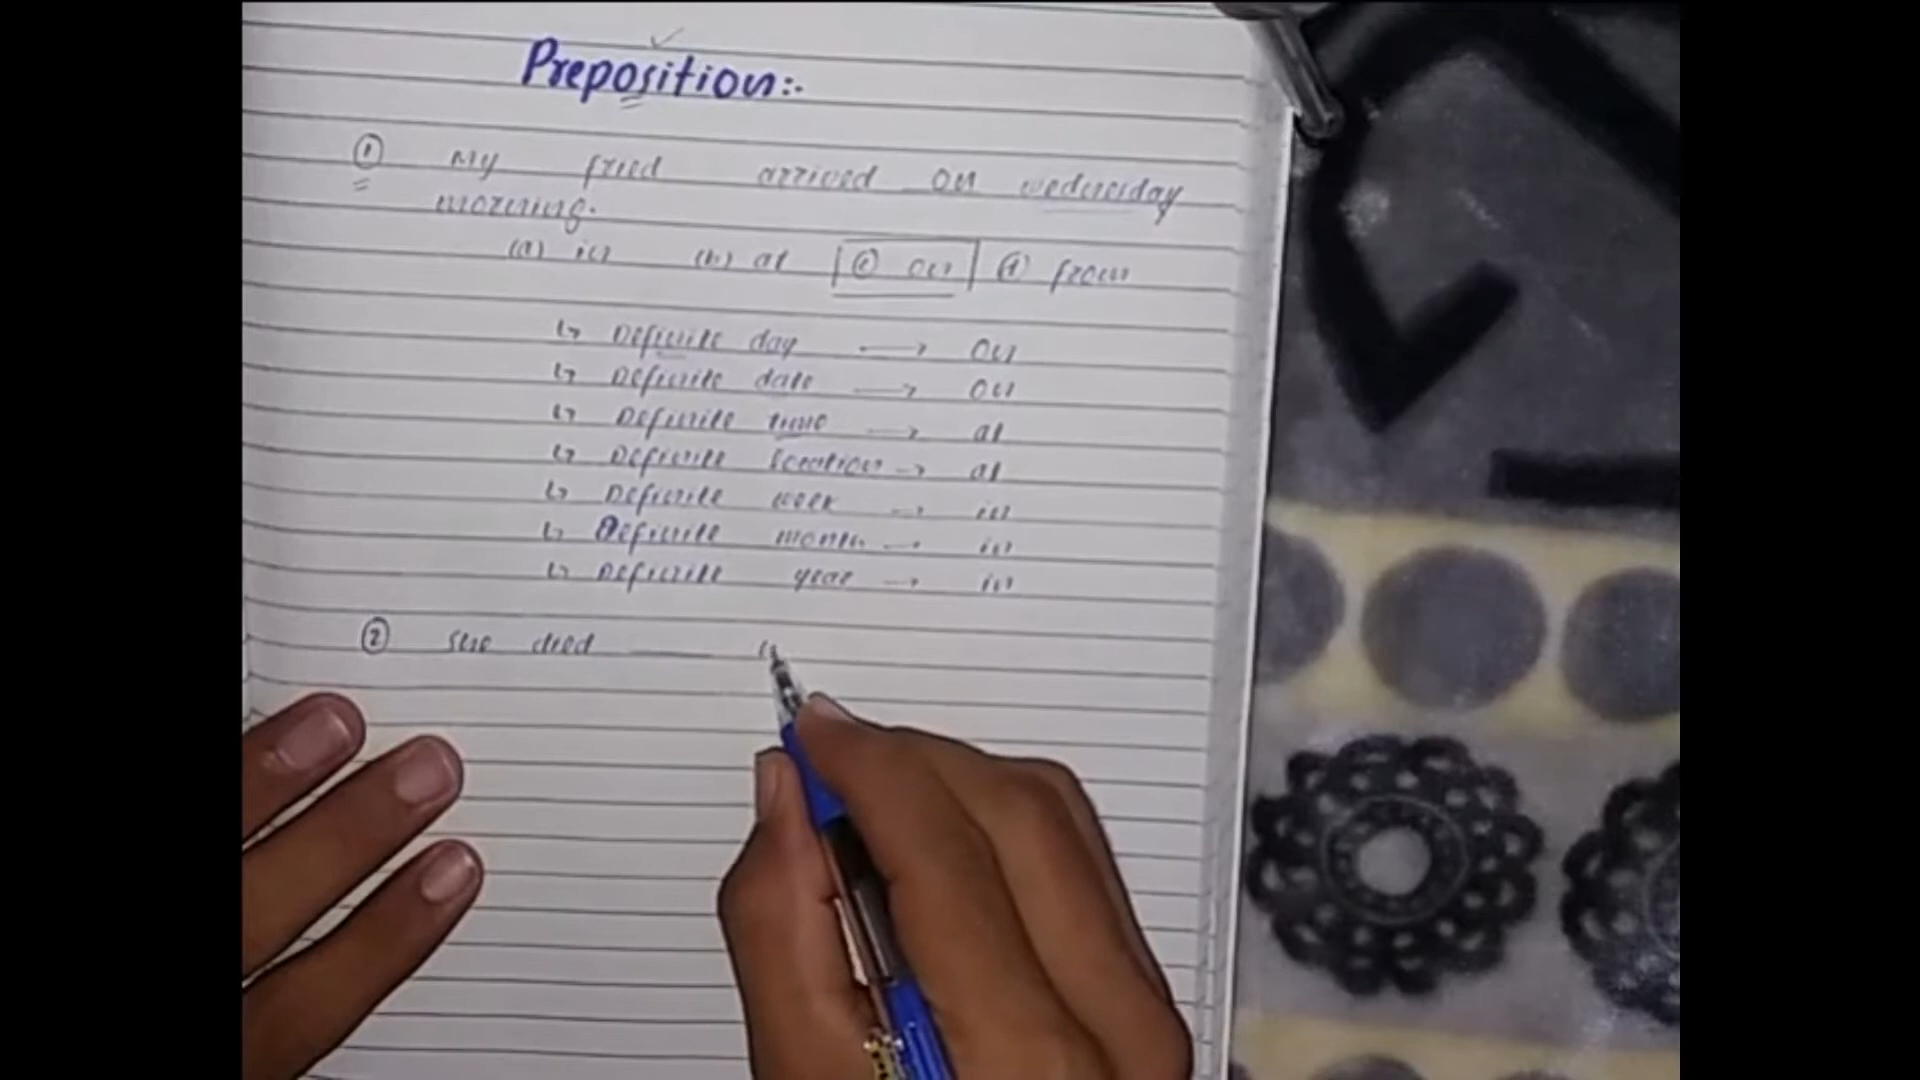 Preposition:-
① My fried arrived on wednesday
morning.
(a) in (b) at © on ⓓ from
↳ Definite day → on
↳ Definite date → on
↳ Definite time → at
↳ Definite location → at
↳ Definite week → in
↳ Definite month → in
↳ Definite year → in
② She died ____